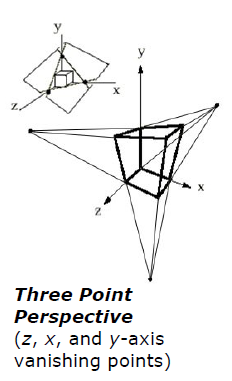 y
x
z
y
x
z
Three Point
Perspective
(z, x, and y-axis
vanishing points)